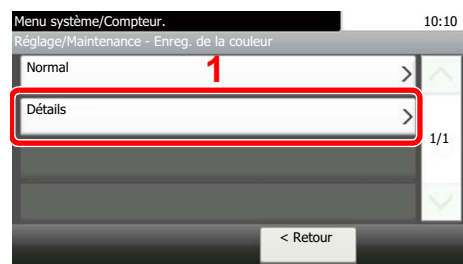 Menu système/Compteur. 10:10
Réglage/Maintenance - Enreg. de la couleur
Normal 1
Détails
1/1
< Retour